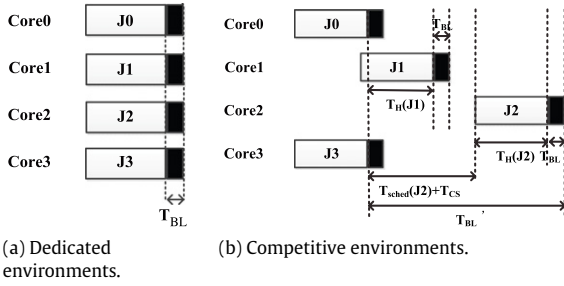 Core0 J0
Core1 J1
Core2 J2
Core3 J3
T_BL
(a) Dedicated
environments.
Core0 J0 T_BL
Core1 J1
T_H(J1)
Core2 J2
Core3 J3 T_H(J2) T_BL
T_sched(J2)+T_CS
T_BL'
(b) Competitive environments.